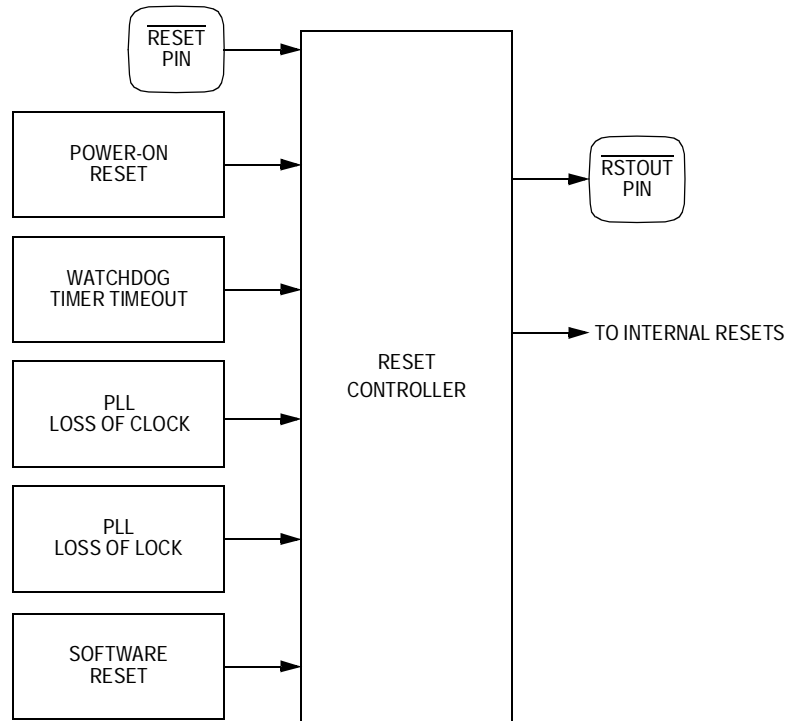 RESET
PIN
POWER-ON
RESET
WATCHDOG
TIMER TIMEOUT
PLL
LOSS OF CLOCK
PLL
LOSS OF LOCK
SOFTWARE
RESET
RESET
CONTROLLER
RSTOUT
PIN
TO INTERNAL RESETS